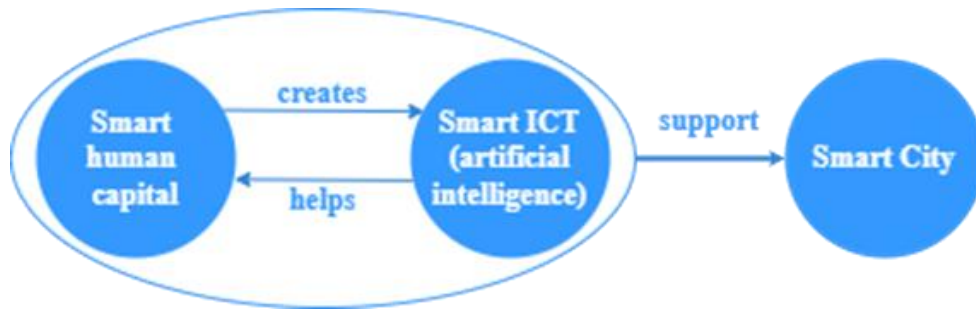 Smart
human
capital
creates
helps
Smart ICT
(artificial
intelligence)
support
Smart City